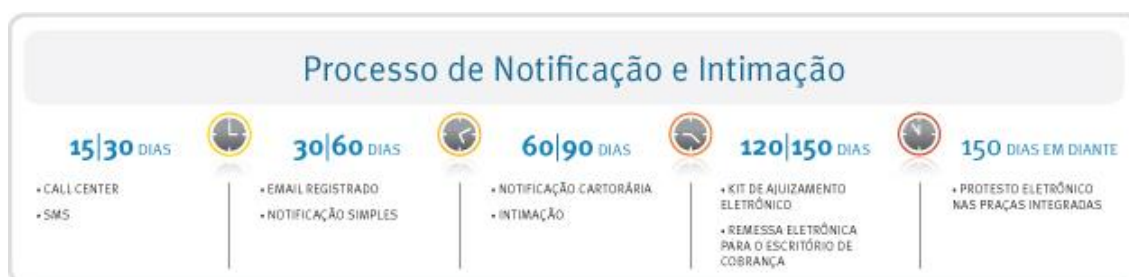 Processo de Notificação e Intimação
15|30 DIAS
• CALL CENTER
• SMS
30|60 DIAS
• EMAIL REGISTRADO
• NOTIFICAÇÃO SIMPLES
60|90 DIAS
• NOTIFICAÇÃO CARTORÁRIA
• INTIMAÇÃO
120|150 DIAS
• KIT DE AJUIZAMENTO
ELETRÔNICO
• REMESSA ELETRÔNICA
PARA O ESCRITÓRIO DE
COBRANÇA
150 DIAS EM DIANTE
• PROTESTO ELETRÔNICO
NAS PRAÇAS INTEGRADAS